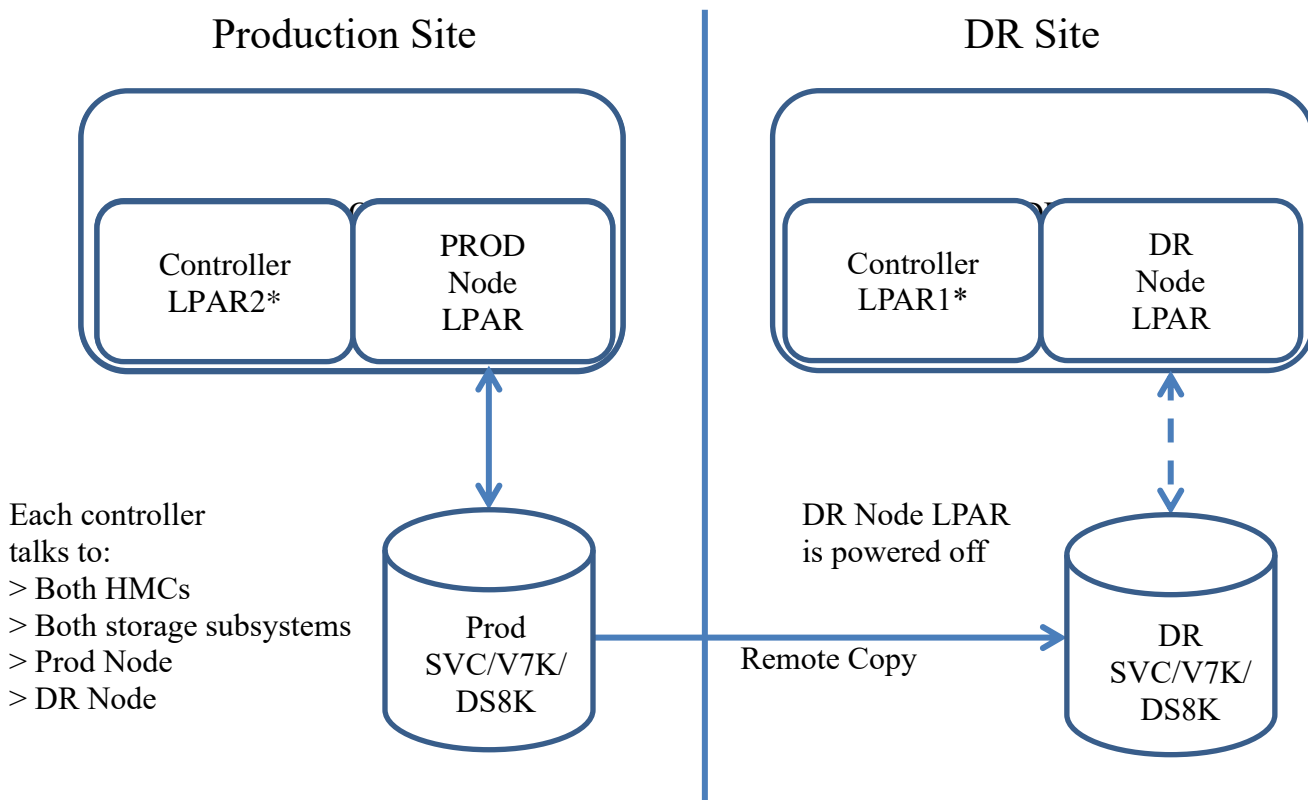 Production Site
DR Site
Controller
LPAR2*
PROD
Node
LPAR
Controller
LPAR1*
DR
Node
LPAR
Each controller
talks to:
> Both HMCs
> Both storage subsystems
> Prod Node
> DR Node
DR Node LPAR
is powered off
Prod
SVC/V7K/
DS8K
Remote Copy
DR
SVC/V7K/
DS8K